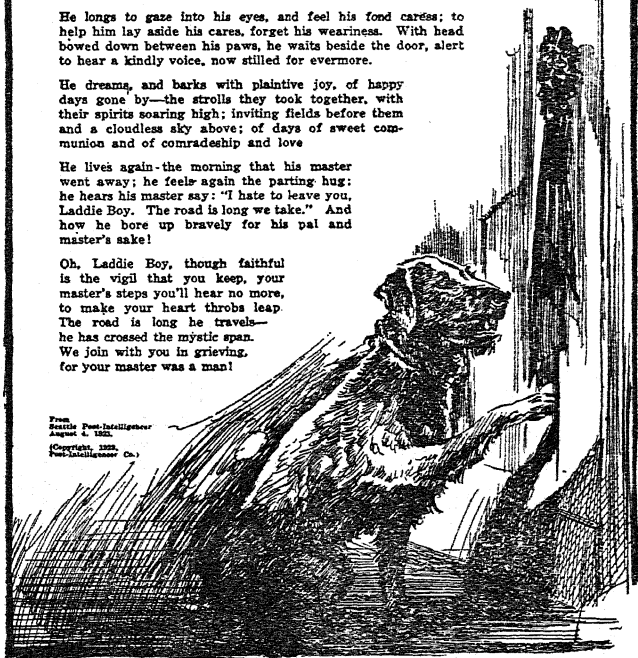 He longs to gaze into his eyes, and feel his fond caress; to
help him lay aside his cares, forget his weariness. With head
bowed down between his paws, he waits beside the door, alert
to hear a kindly voice, now stilled for evermore.
He dreams, and barks with plaintive joy, of happy
days gone by—the strolls they took together, with
their spirits soaring high; inviting fields before them
and a cloudless sky above; of days of sweet com-
munion and of comradeship and love
He lives again-the morning that his master
went away; he feels again the parting hug;
he hears his master say: "I hate to leave you,
Laddie Boy. The road is long we take." And
how he bore up bravely for his pal and
master's sake!
Oh, Laddie Boy, though faithful
is the vigil that you keep, your
master's steps you'll hear no more,
to make your heart throbs leap
The road is long he travels—
he has crossed the mystic span.
We join with you in grieving,
for your master was a man!
From
Seattle Post-Intelligencer
August 4, 1923.
(Copyright, 1923,
Post-Intelligencer Co.)